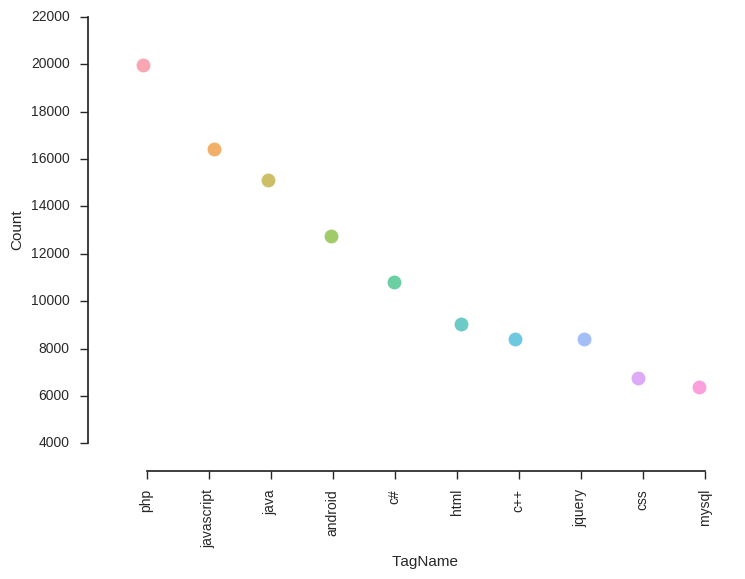 22000
20000
18000
16000
14000
12000
10000
8000
6000
4000
Count
php
javascript
java
android
c#
html
c++
jquery
css
mysql
TagName